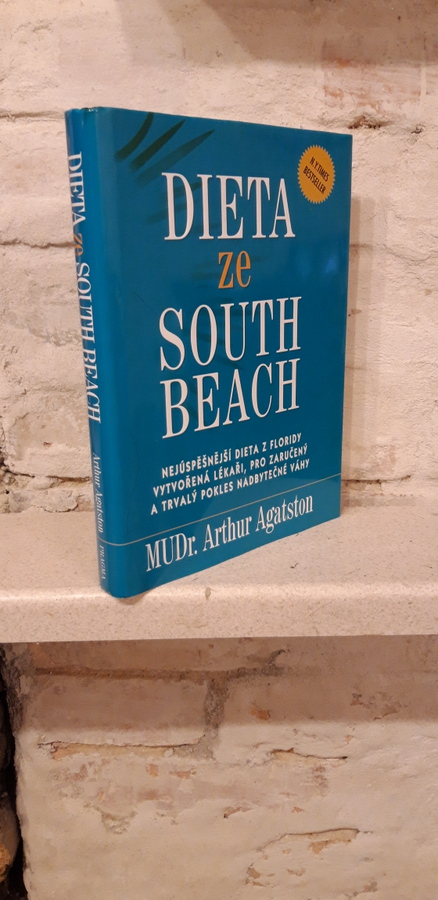 DIETA
ze
SOUTH
BEACH
NEJÚSPĚŠNĚJŠÍ DIETA Z FLORIDY
VYTVOŘENÁ LÉKAŘI, PRO ZARUČENÝ
A TRVALÝ POKLES NADBYTEČNÉ VÁHY
MUDr. Arthur Agatston
N.Y.TIMES
BESTSELLER
DIETA ze SOUTH BEACH
Arthur Agatston / PRAGMA